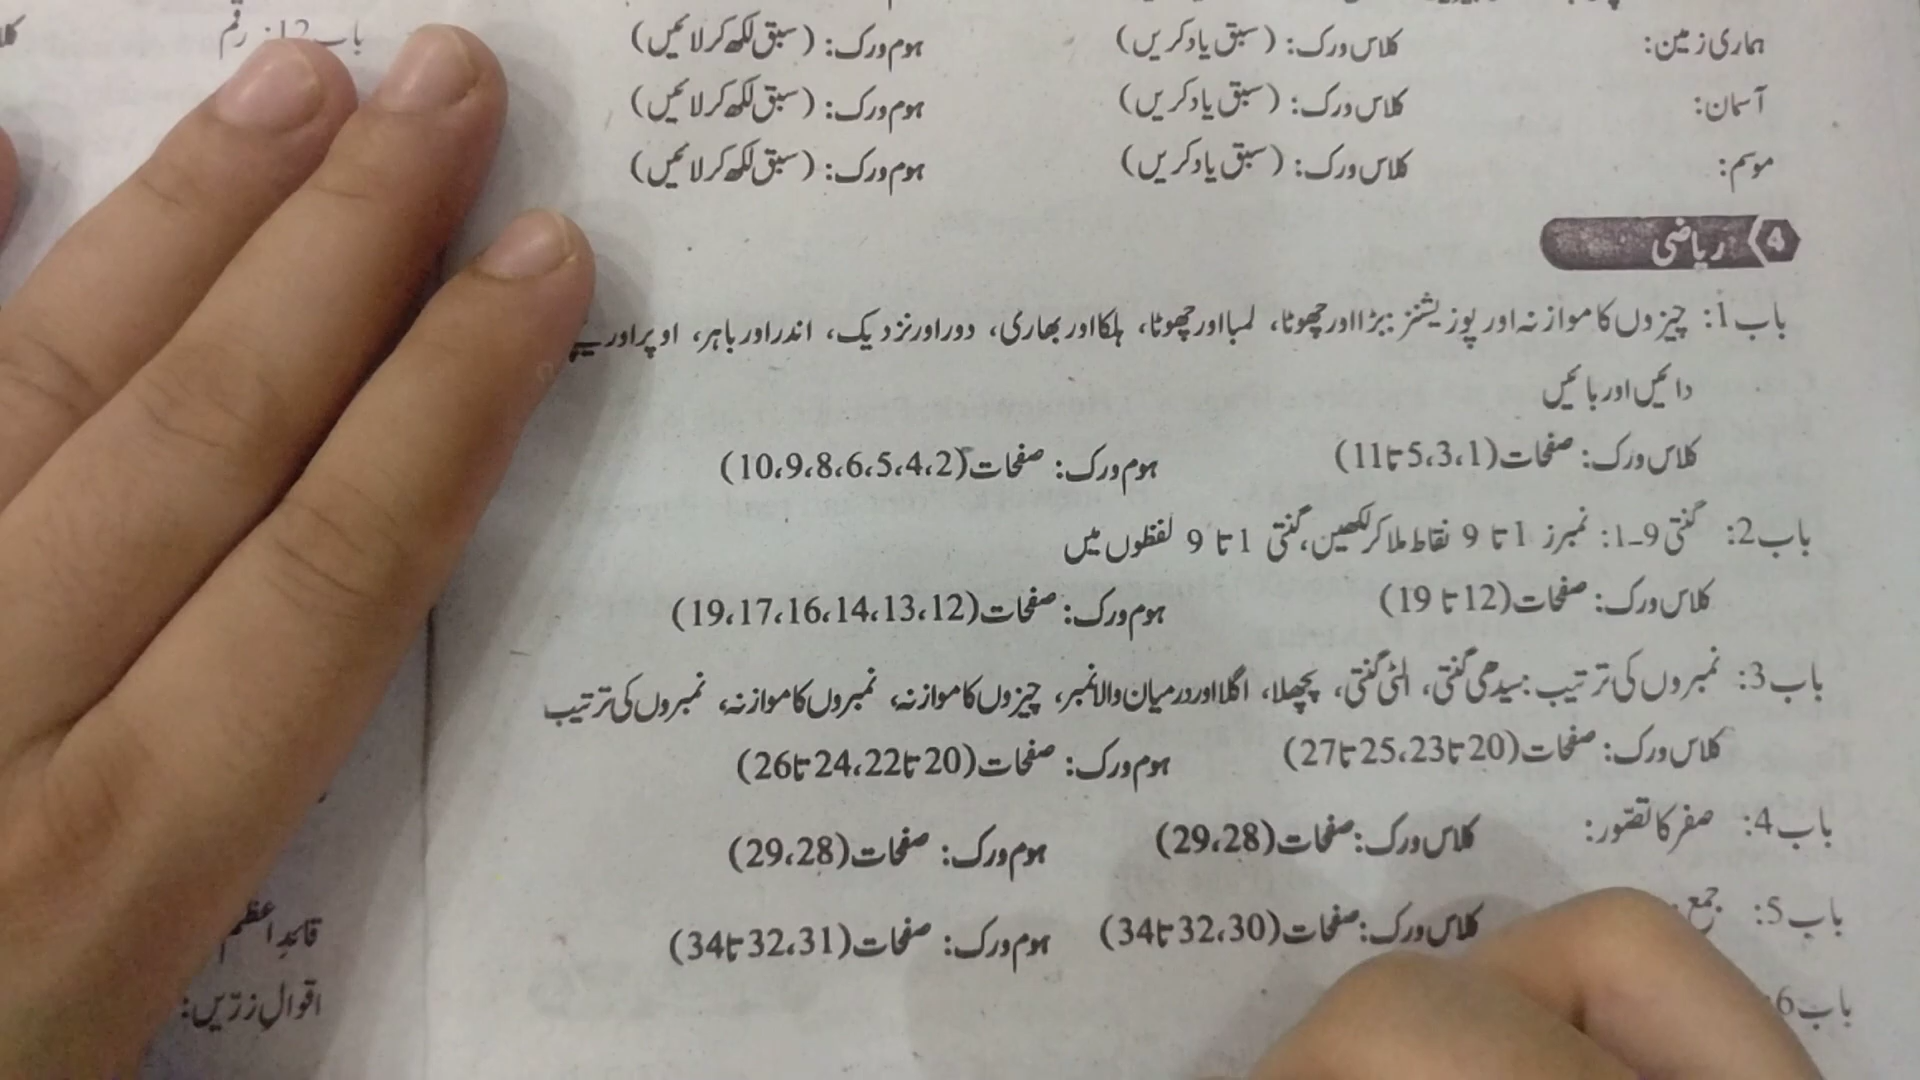 ہماری زمین: کلاس ورک: (سبق یاد کریں) ہوم ورک: (سبق لکھ کر لائیں)
آسمان: کلاس ورک: (سبق یاد کریں) ہوم ورک: (سبق لکھ کر لائیں)
موسم: کلاس ورک: (سبق یاد کریں) ہوم ورک: (سبق لکھ کر لائیں)
4 ریاضی
باب 1: چیزوں کا موازنہ اور پوزیشنز: بڑا اور چھوٹا، لمبا اور چھوٹا، ہلکا اور بھاری، دور اور نزدیک، اندر اور باہر، اوپر اور
دائیں اور بائیں
کلاس ورک: صفحات (1،3،5 تا 11) ہوم ورک: صفحات (2،4،5،6،8،9،10)
باب 2: گنتی 9-1: نمبرز 1 تا 9 نقاط ملا کر لکھیں، گنتی 1 تا 9 لفظوں میں
کلاس ورک: صفحات (12 تا 19) ہوم ورک: صفحات (12،13،14،16،17،19)
باب 3: نمبروں کی ترتیب: سیدھی گنتی، الٹی گنتی، پچھلا، اگلا اور درمیان والا نمبر، چیزوں کا موازنہ، نمبروں کا موازنہ، نمبروں کی ترتیب
کلاس ورک: صفحات (20 تا 23،25 تا 27) ہوم ورک: صفحات (20 تا 22،24 تا 26)
باب 4: صفر کا تصور: کلاس ورک: صفحات (28،29) ہوم ورک: صفحات (28،29)
باب 5: جمع: کلاس ورک: صفحات (30،32 تا 34) ہوم ورک: صفحات (31،32 تا 34)
باب 6:
باب 12: رقم
قائدِ اعظم
اقوالِ زریں: